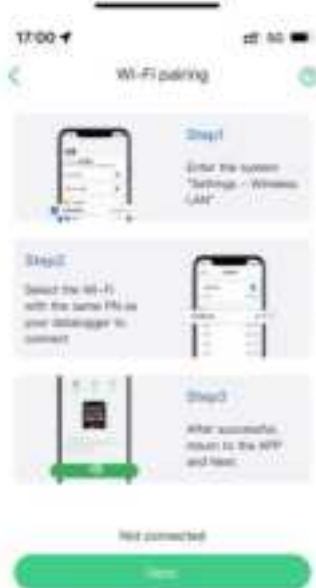 17:00
Wi-Fi pairing
Step1
Enter the system
"Settings - Wireless
LAN"
Step2
Select the Wi-Fi
with the same PN as
your datalogger to
connect
Step3
After successful
return to the APP
and Next
Not connected
Next